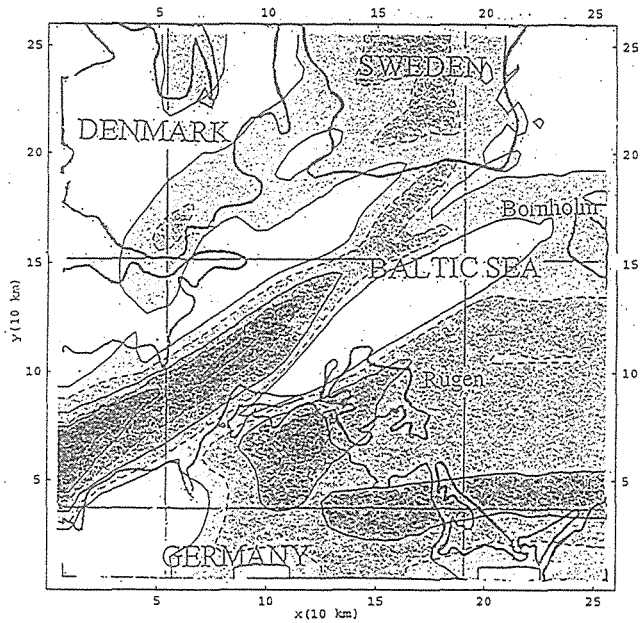 5 10 15 20 25
25 25
SWEDEN
DENMARK
20 20
Bornholm
15 15
BALTIC SEA
y(10 km)
10 10
Rugen
5 5
GERMANY
5 10 15 20 25
x(10 km)